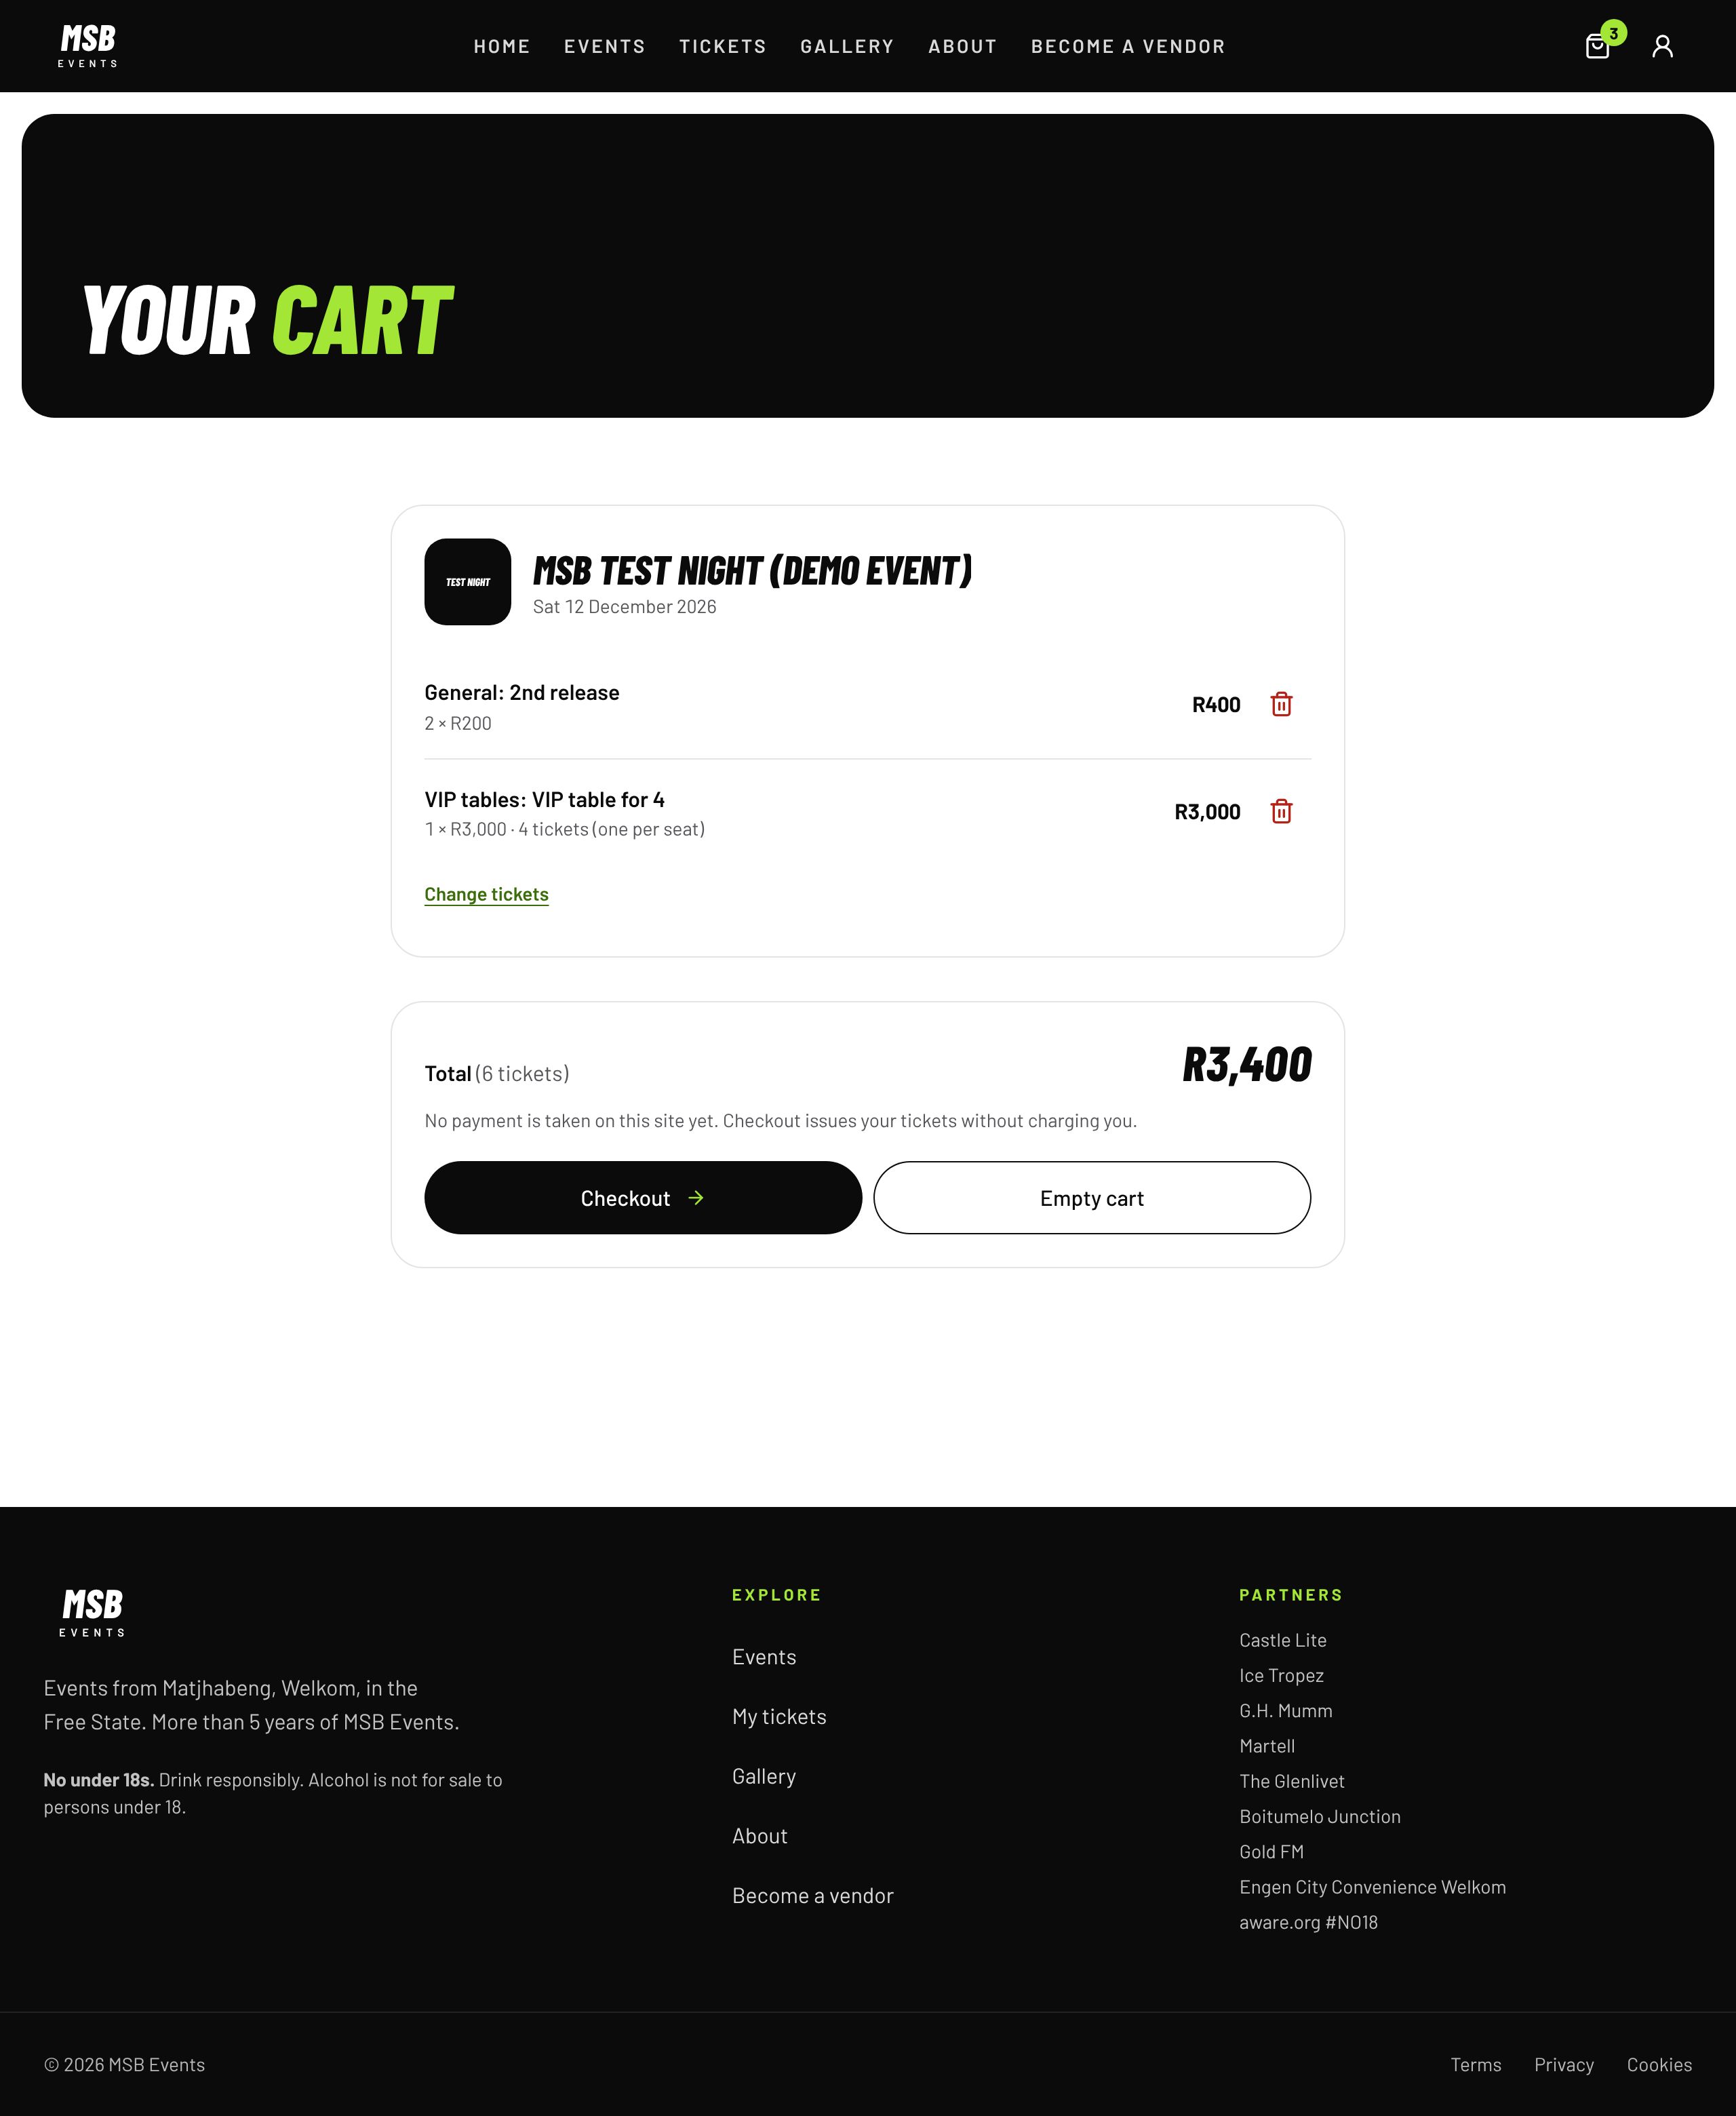 MSB
EVENTS
HOME EVENTS TICKETS GALLERY ABOUT BECOME A VENDOR
3
YOUR CART
TEST NIGHT
MSB TEST NIGHT (DEMO EVENT)
Sat 12 December 2026
General: 2nd release
2 × R200
R400
VIP tables: VIP table for 4
1 × R3,000 · 4 tickets (one per seat)
R3,000
Change tickets
Total (6 tickets)
R3,400
No payment is taken on this site yet. Checkout issues your tickets without charging you.
Checkout →
Empty cart
MSB
EVENTS
Events from Matjhabeng, Welkom, in the
Free State. More than 5 years of MSB Events.
No under 18s. Drink responsibly. Alcohol is not for sale to
persons under 18.
EXPLORE
Events
My tickets
Gallery
About
Become a vendor
PARTNERS
Castle Lite
Ice Tropez
G.H. Mumm
Martell
The Glenlivet
Boitumelo Junction
Gold FM
Engen City Convenience Welkom
aware.org #NO18
© 2026 MSB Events
Terms Privacy Cookies